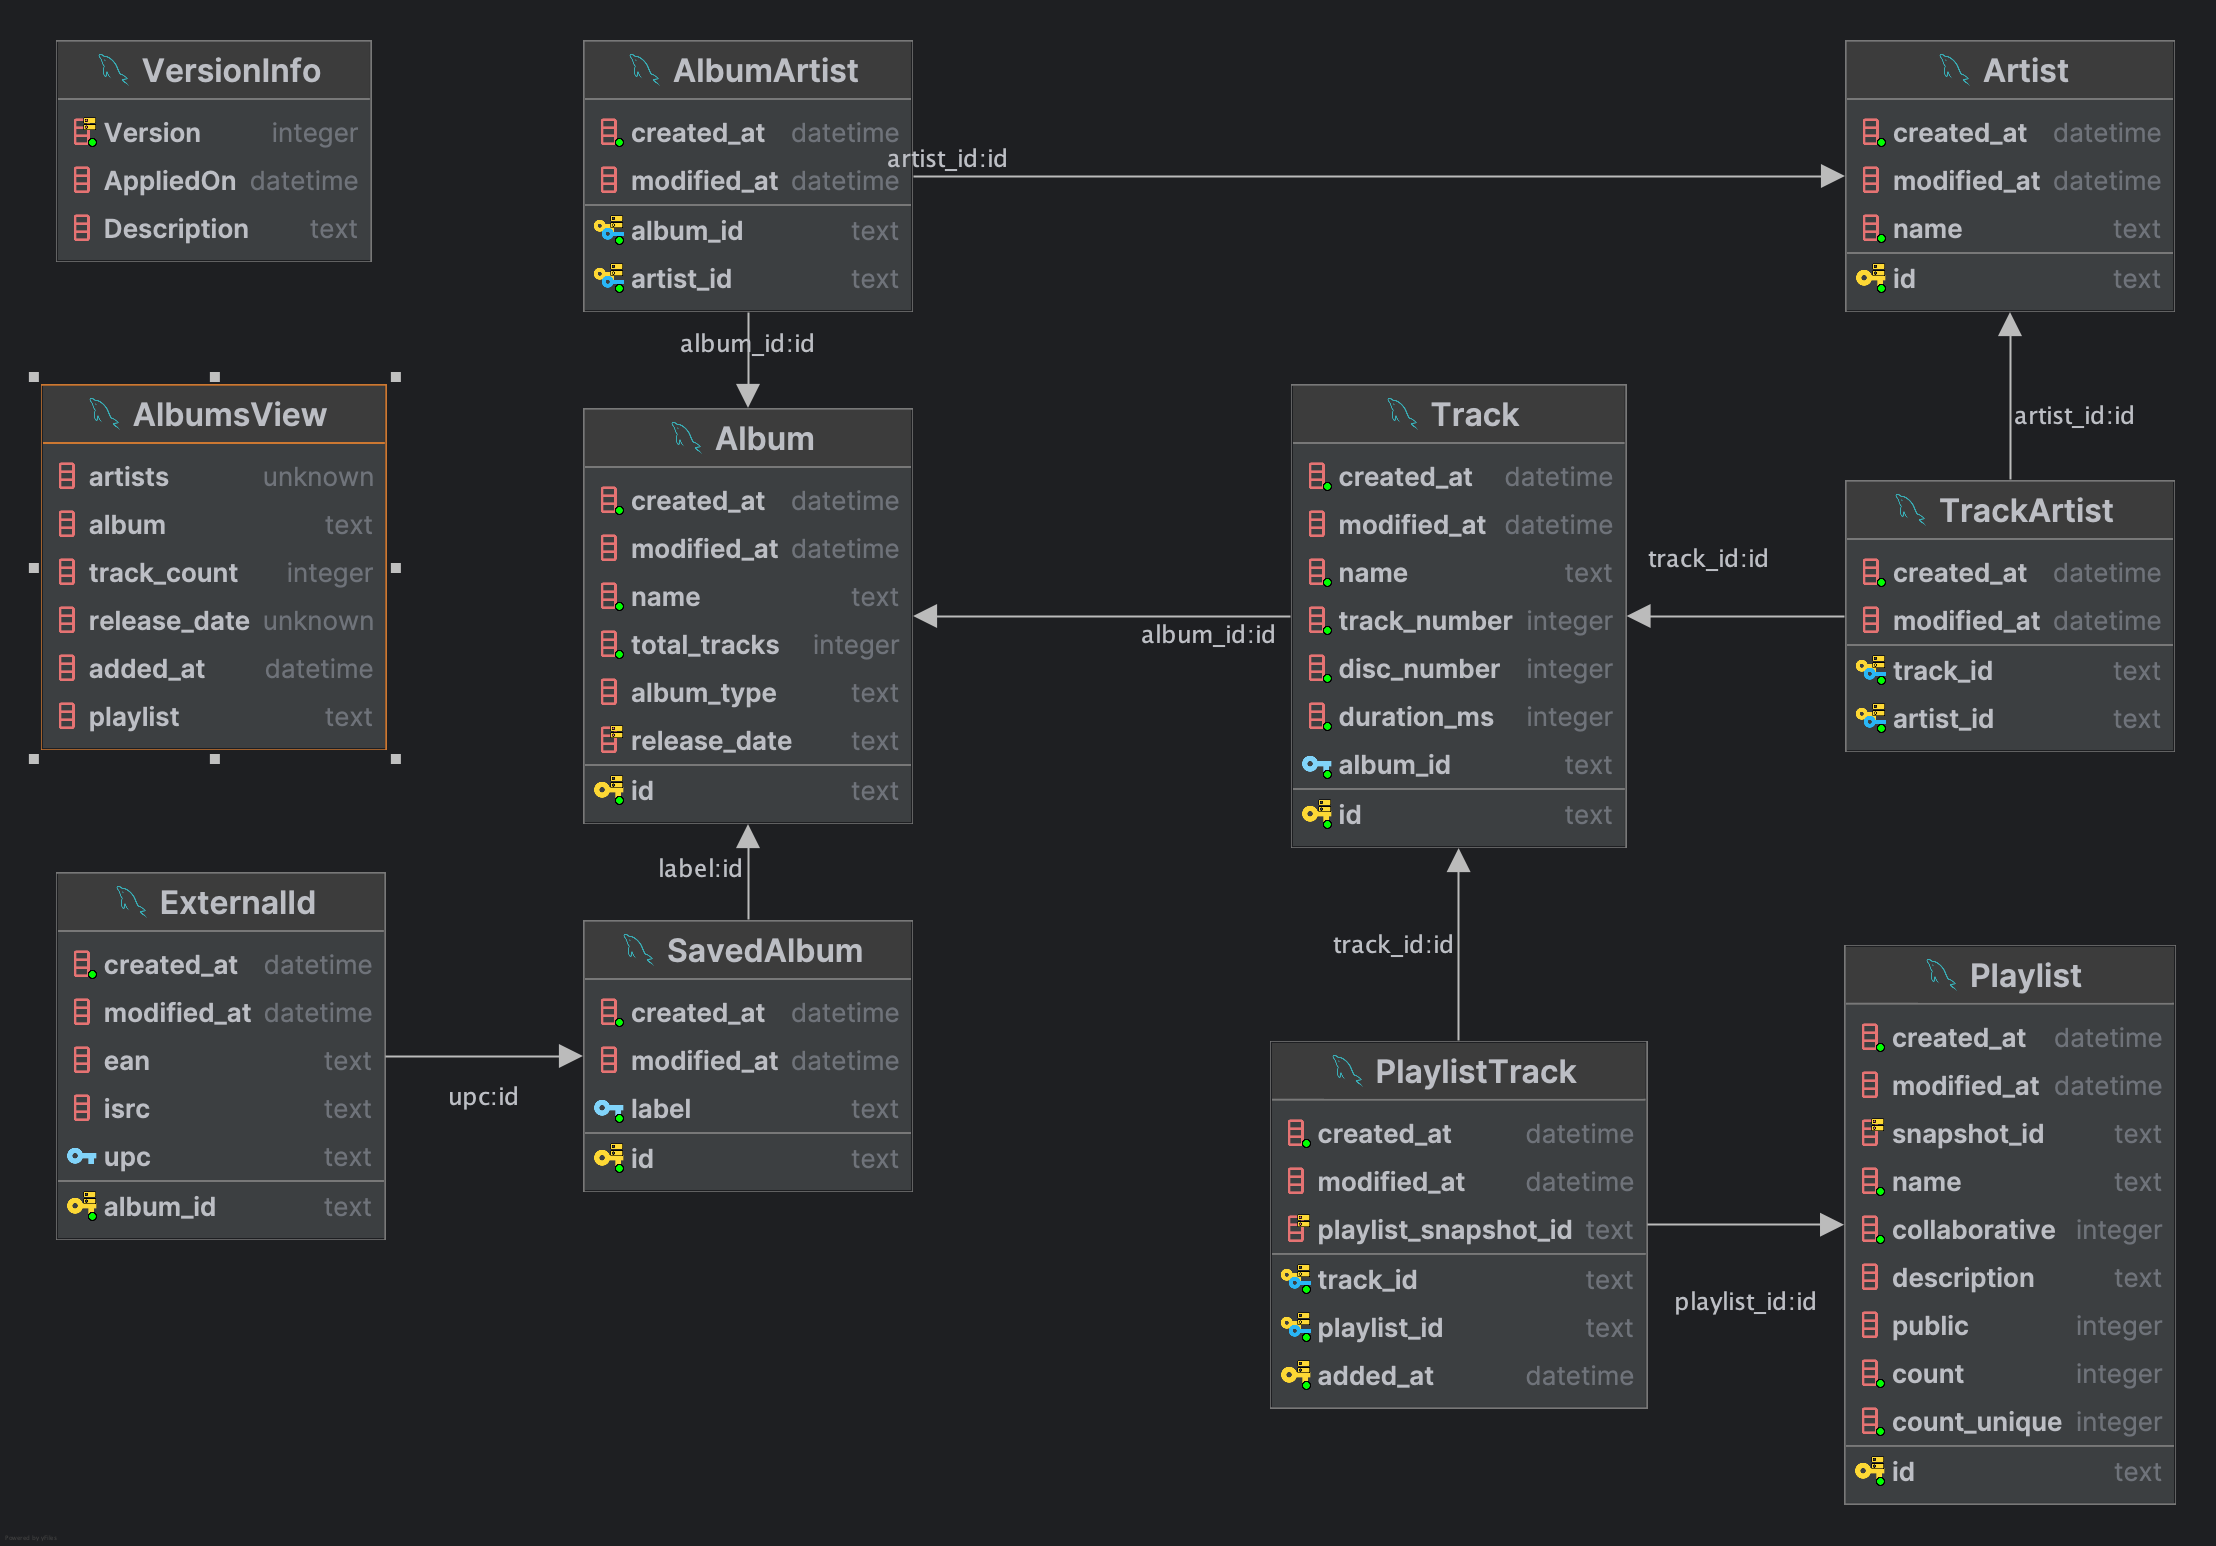 VersionInfo
Version integer
AppliedOn datetime
Description text
AlbumArtist
created_at datetime
modified_at datetime
album_id text
artist_id text
artist_id:id
Artist
created_at datetime
modified_at datetime
name text
id text
album_id:id
AlbumsView
artists unknown
album text
track_count integer
release_date unknown
added_at datetime
playlist text
Album
created_at datetime
modified_at datetime
name text
total_tracks integer
album_type text
release_date text
id text
album_id:id
Track
created_at datetime
modified_at datetime
name text
track_number integer
disc_number integer
duration_ms integer
album_id text
id text
artist_id:id
track_id:id
TrackArtist
created_at datetime
modified_at datetime
track_id text
artist_id text
label:id
ExternalId
created_at datetime
modified_at datetime
ean text
isrc text
upc text
album_id text
upc:id
SavedAlbum
created_at datetime
modified_at datetime
label text
id text
track_id:id
PlaylistTrack
created_at datetime
modified_at datetime
playlist_snapshot_id text
track_id text
playlist_id text
added_at datetime
playlist_id:id
Playlist
created_at datetime
modified_at datetime
snapshot_id text
name text
collaborative integer
description text
public integer
count integer
count_unique integer
id text
Powered by yFiles